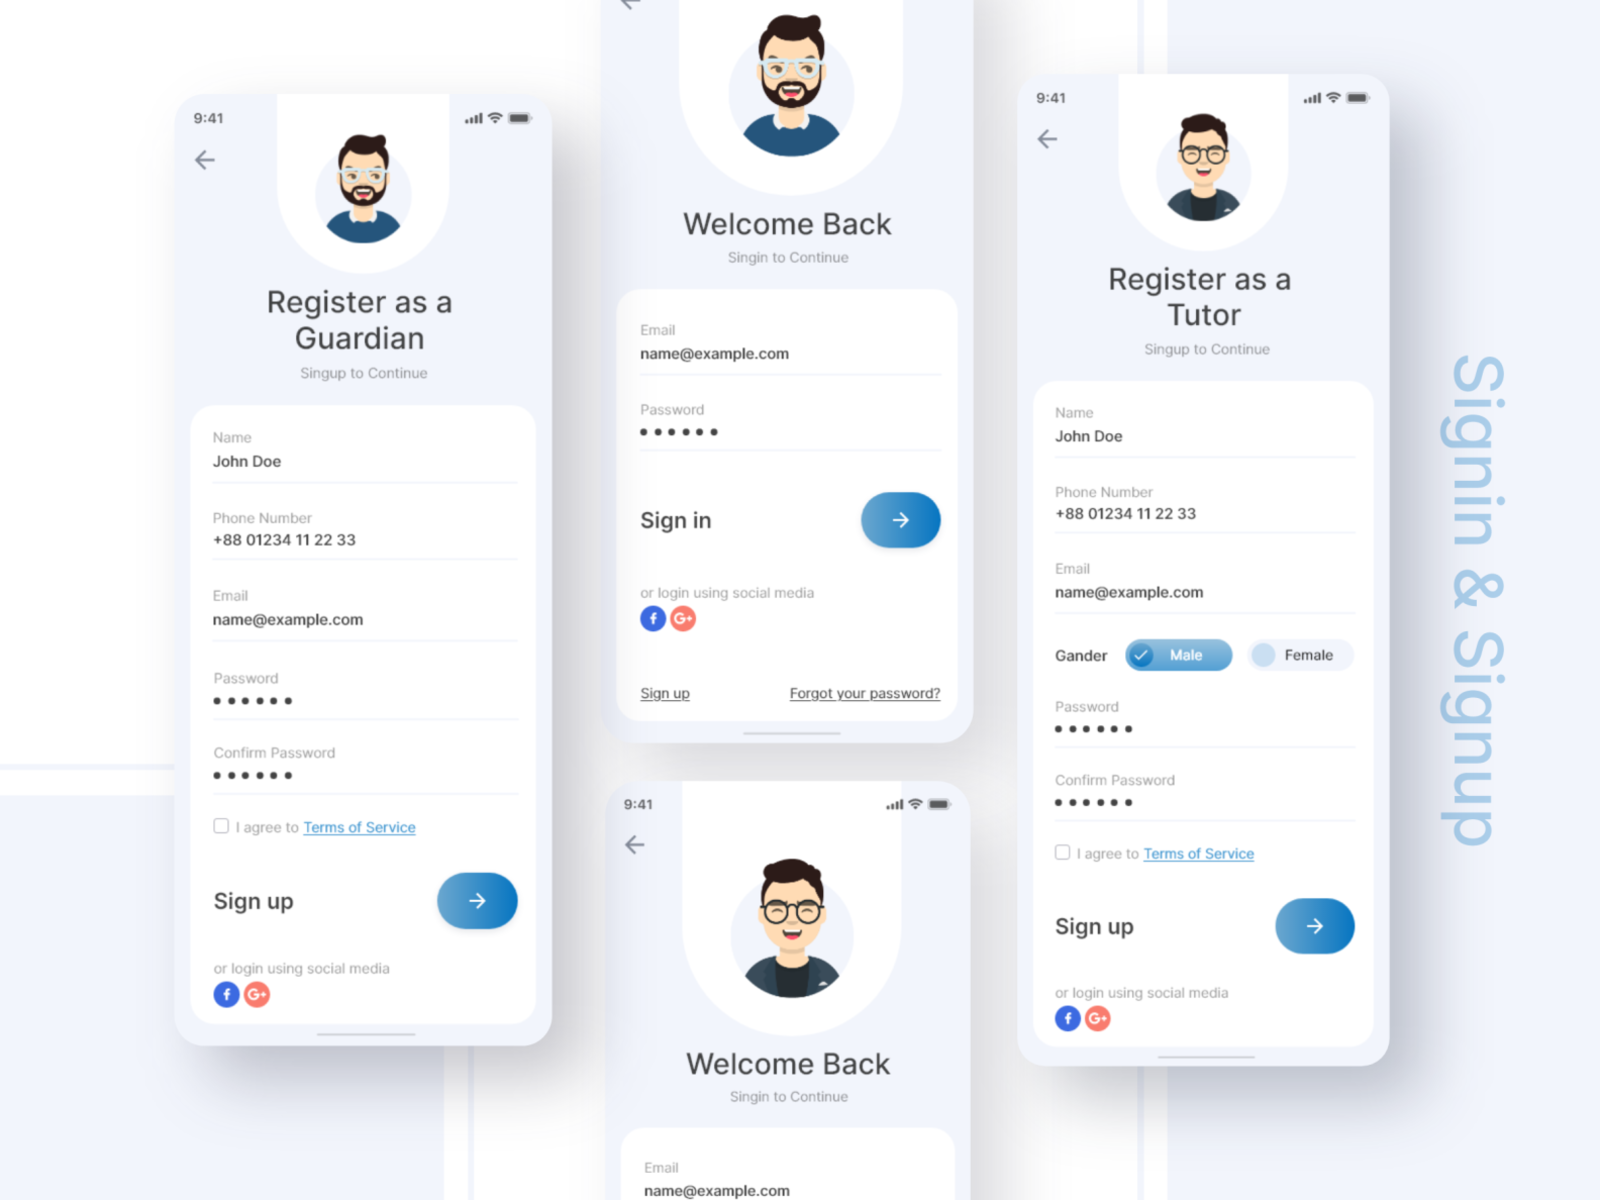 9:41
Register as a
Guardian
Singup to Continue
Name
John Doe
Phone Number
+88 01234 11 22 33
Email
name@example.com
Password
Confirm Password
I agree to Terms of Service
Sign up
or login using social media
f G+
Welcome Back
Singin to Continue
Email
name@example.com
Password
Sign in
or login using social media
f G+
Sign up Forgot your password?
9:41
Welcome Back
Singin to Continue
Email
name@example.com
9:41
Register as a
Tutor
Singup to Continue
Name
John Doe
Phone Number
+88 01234 11 22 33
Email
name@example.com
Gander Male Female
Password
Confirm Password
I agree to Terms of Service
Sign up
or login using social media
f G+
Signin & Signup